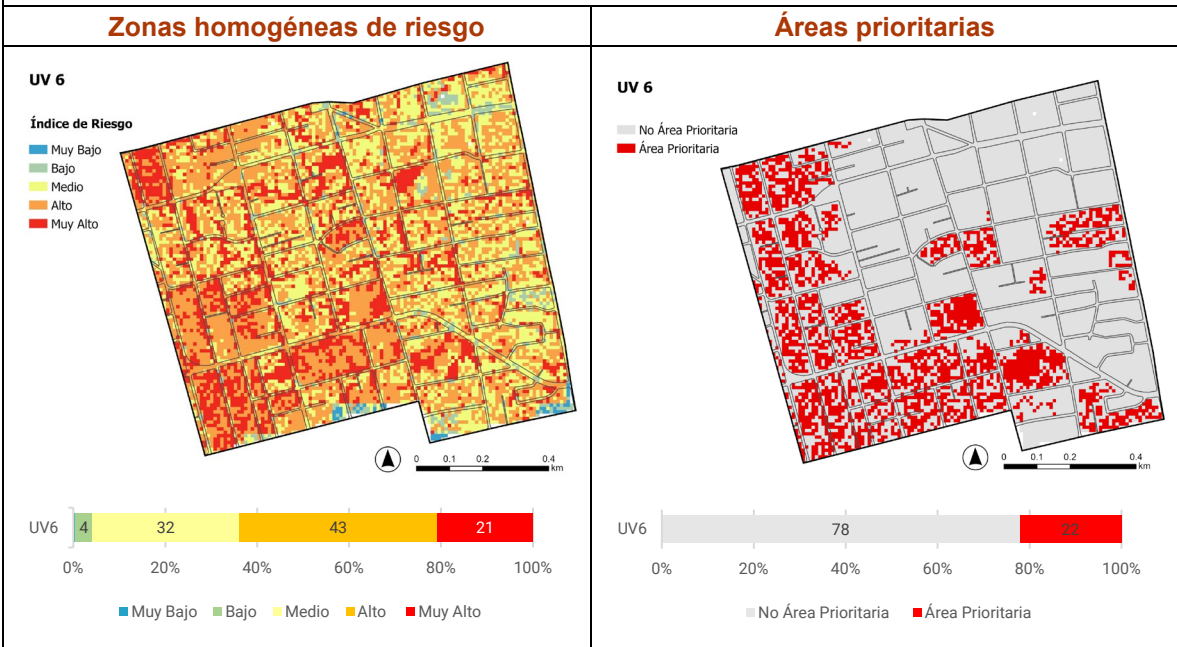 Zonas homogéneas de riesgo
Áreas prioritarias
UV 6
Índice de Riesgo
Muy Bajo
Bajo
Medio
Alto
Muy Alto
0 0.1 0.2 0.4
km
UV6 4 32 43 21
0% 20% 40% 60% 80% 100%
Muy Bajo Bajo Medio Alto Muy Alto
UV 6
No Área Prioritaria
Área Prioritaria
0 0.1 0.2 0.4
km
UV6 78 22
0% 20% 40% 60% 80% 100%
No Área Prioritaria Área Prioritaria